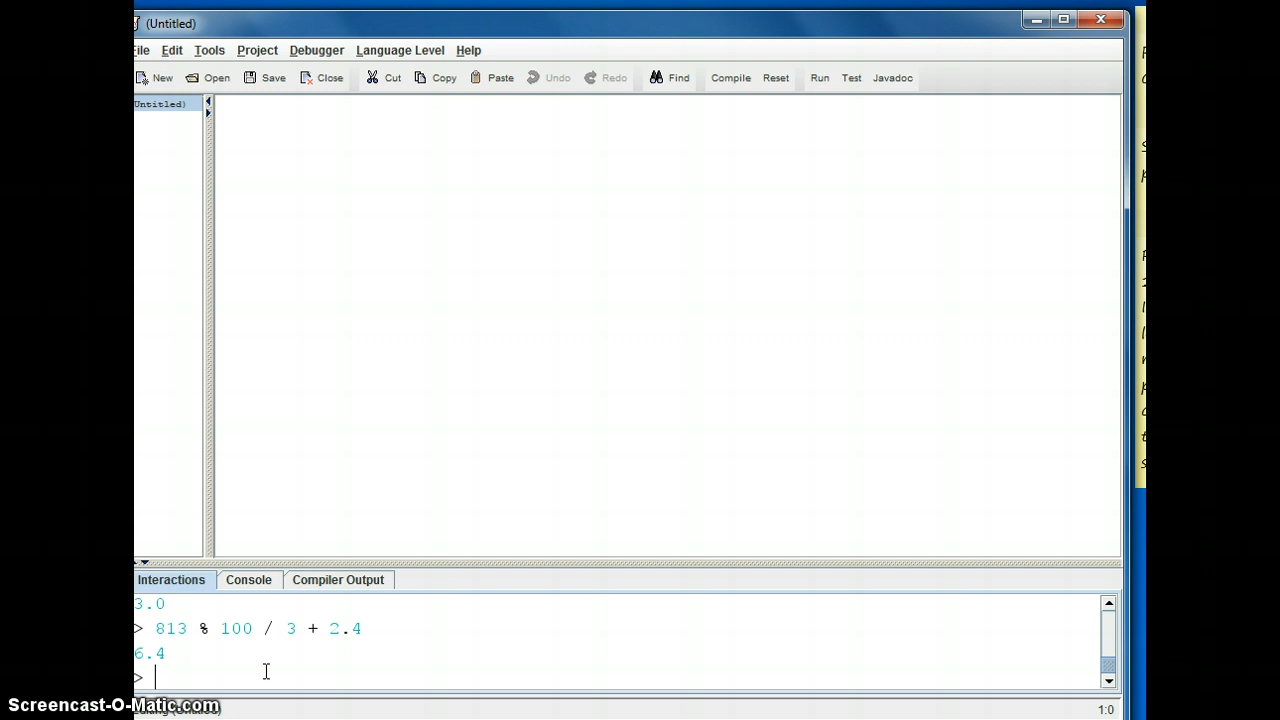 (Untitled)
ile Edit Tools Project Debugger Language Level Help
New Open Save Close Cut Copy Paste Undo Redo Find Compile Reset Run Test Javadoc
Untitled)
Interactions Console Compiler Output
3.0
> 813 % 100 / 3 + 2.4
6.4
>
Screencast-O-Matic.com
1:0